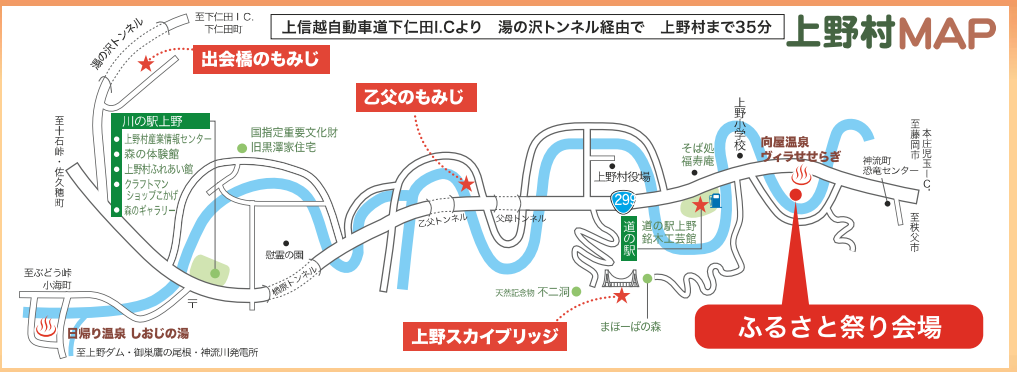 至下仁田ＩＣ．
下仁田町
上信越自動車道下仁田I.Cより　湯の沢トンネル経由で　上野村まで35分
上野村MAP
湯の沢トンネル
出会橋のもみじ
乙父のもみじ
至十石峠・佐久穂町
川の駅上野
上野村産業情報センター
森の体験館
上野村ふれあい館
クラフトマン
ショップこかげ
森のギャラリー
国指定重要文化財
旧黒澤家住宅
上野小学校
そば処
福寿庵
向屋温泉
ヴィラせせらぎ
神流町
恐竜センター
本庄児玉ＩＣ，
至藤岡市
至秩父市
上野村役場
299
乙父トンネル
父母トンネル
道の駅
道の駅上野
銘木工芸館
慰霊の園
楢原トンネル
〒
至ぶどう峠
小海町
日帰り温泉 しおじの湯
至上野ダム・御巣鷹の尾根・神流川発電所
天然記念物 不二洞
まほーばの森
上野スカイブリッジ
ふるさと祭り会場